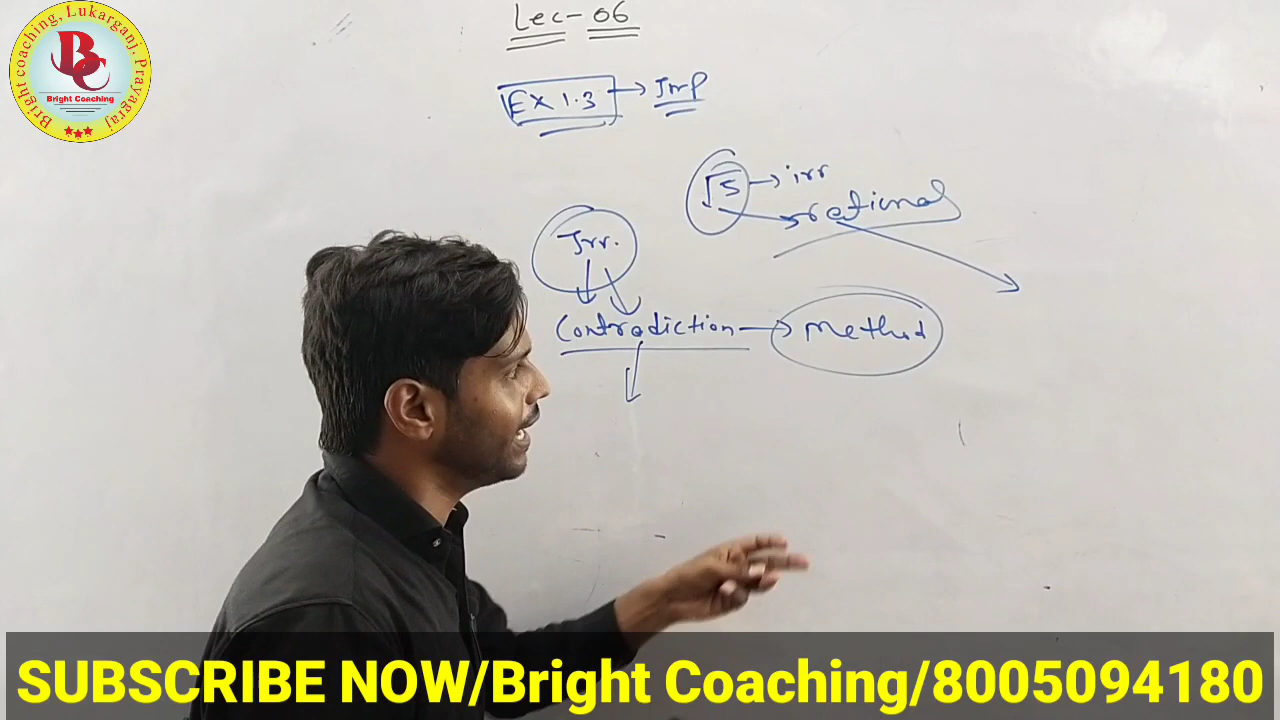 Lec-06
EX 1.3 → Imp
√5 → irr
→ rational
Irr.
Contradiction → Method
Bright coaching, Lukarganj, Prayagraj
BC
Bright Coaching
SUBSCRIBE NOW/Bright Coaching/8005094180